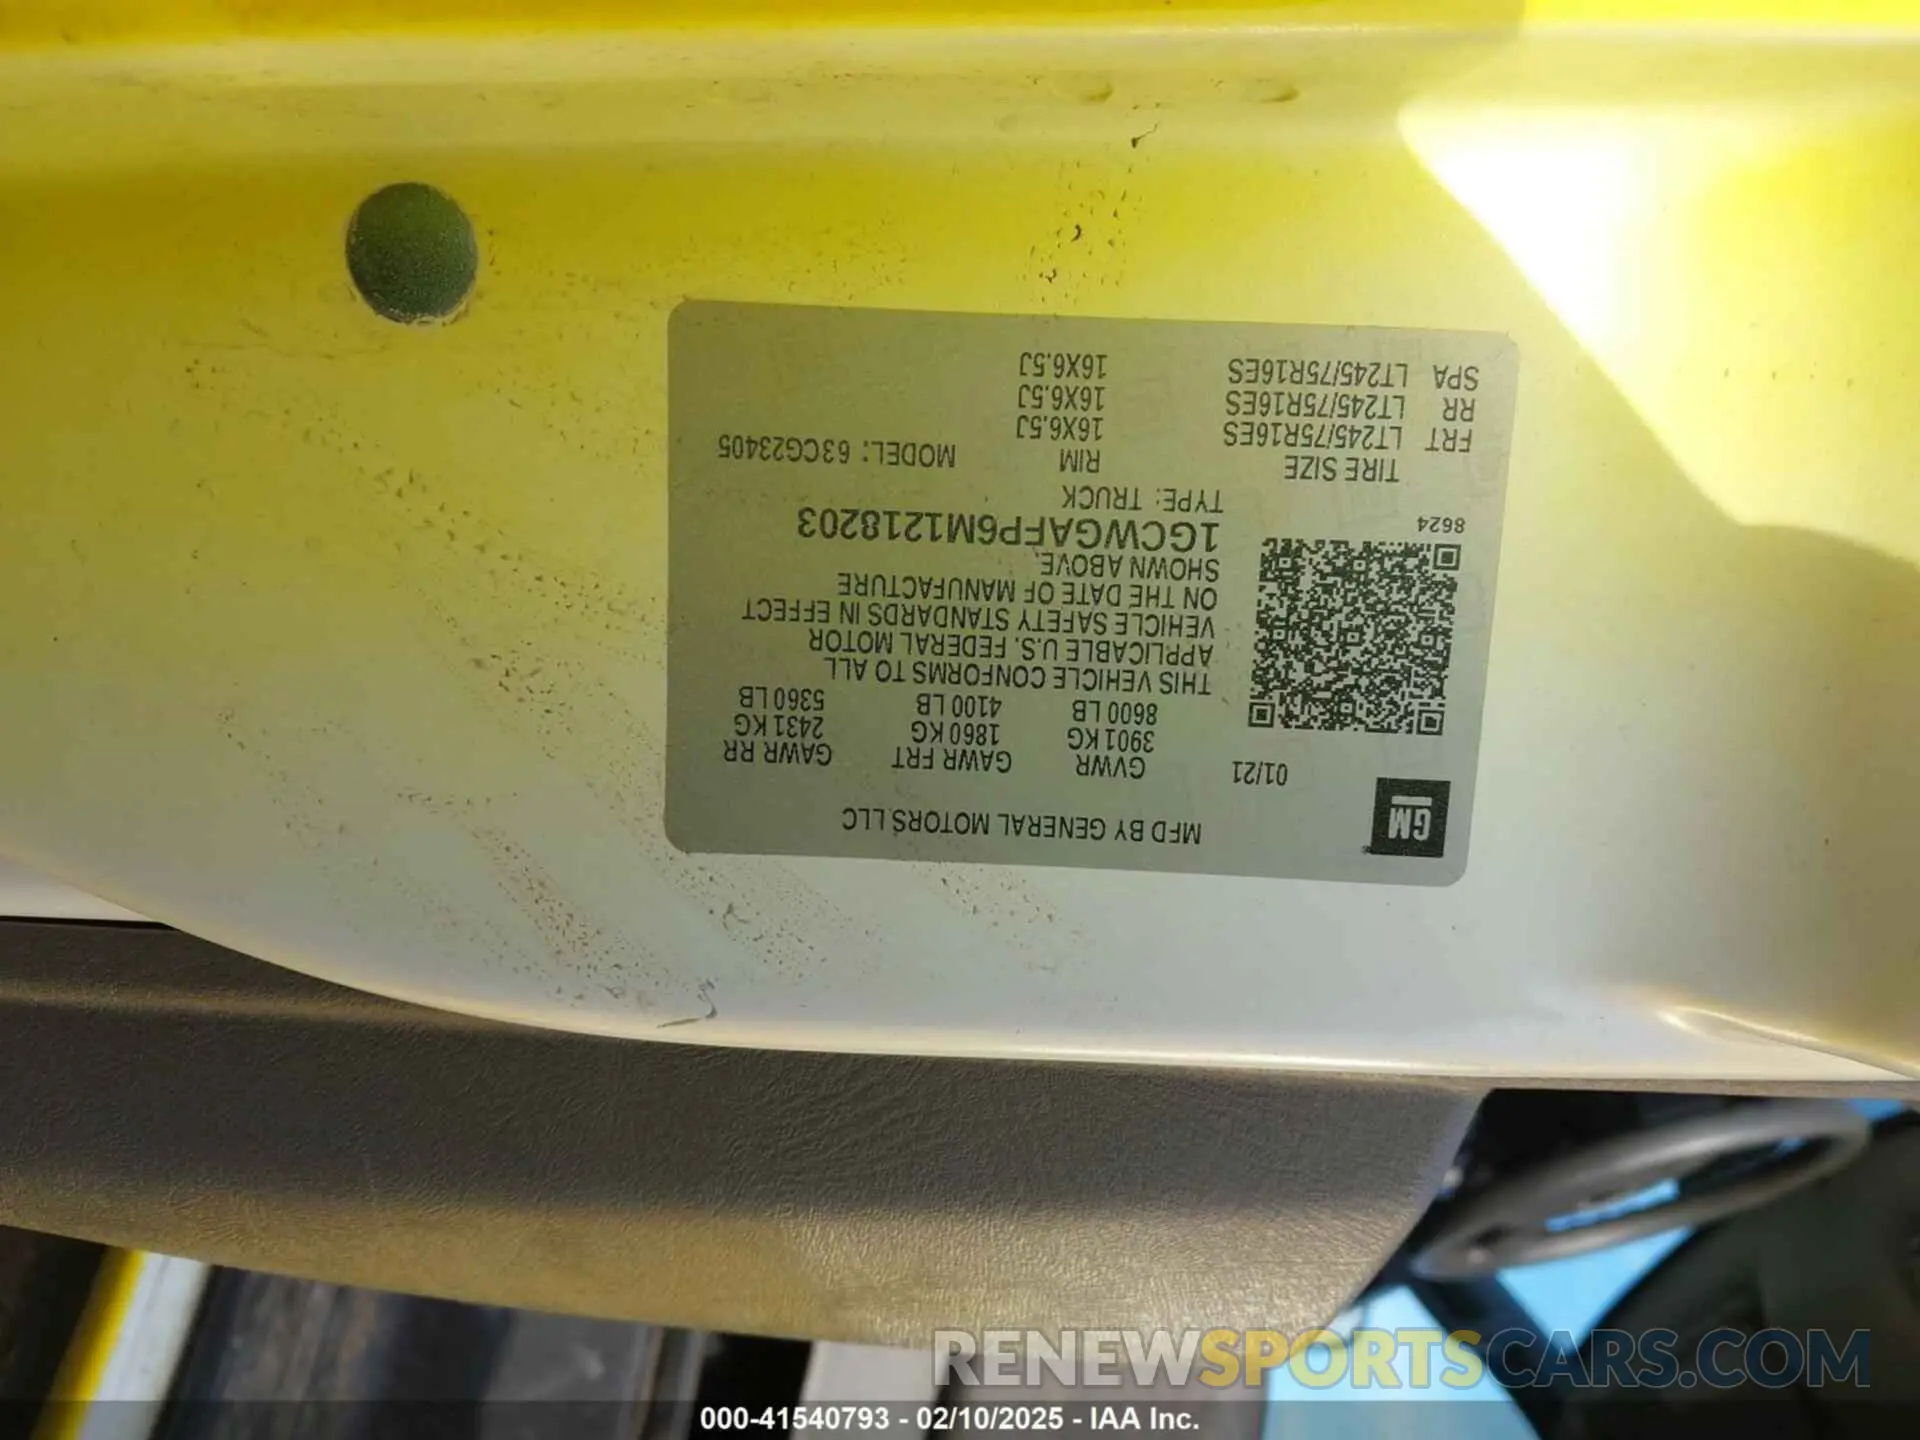 GM
MFD BY GENERAL MOTORS LLC
01/21
GVWR GAWR FRT GAWR RR
3901 KG 1860 KG 2431 KG
8600 LB 4100 LB 5360 LB
THIS VEHICLE CONFORMS TO ALL
APPLICABLE U.S. FEDERAL MOTOR
VEHICLE SAFETY STANDARDS IN EFFECT
ON THE DATE OF MANUFACTURE
SHOWN ABOVE.
1GCWGAFP6M1218203
8624
TYPE: TRUCK
TIRE SIZE RIM MODEL: 63CG23405
FRT LT245/75R16ES 16X6.5J
RR LT245/75R16ES 16X6.5J
SPA LT245/75R16ES 16X6.5J
RENEWSPORTSCARS.COM
000-41540793 - 02/10/2025 - IAA Inc.